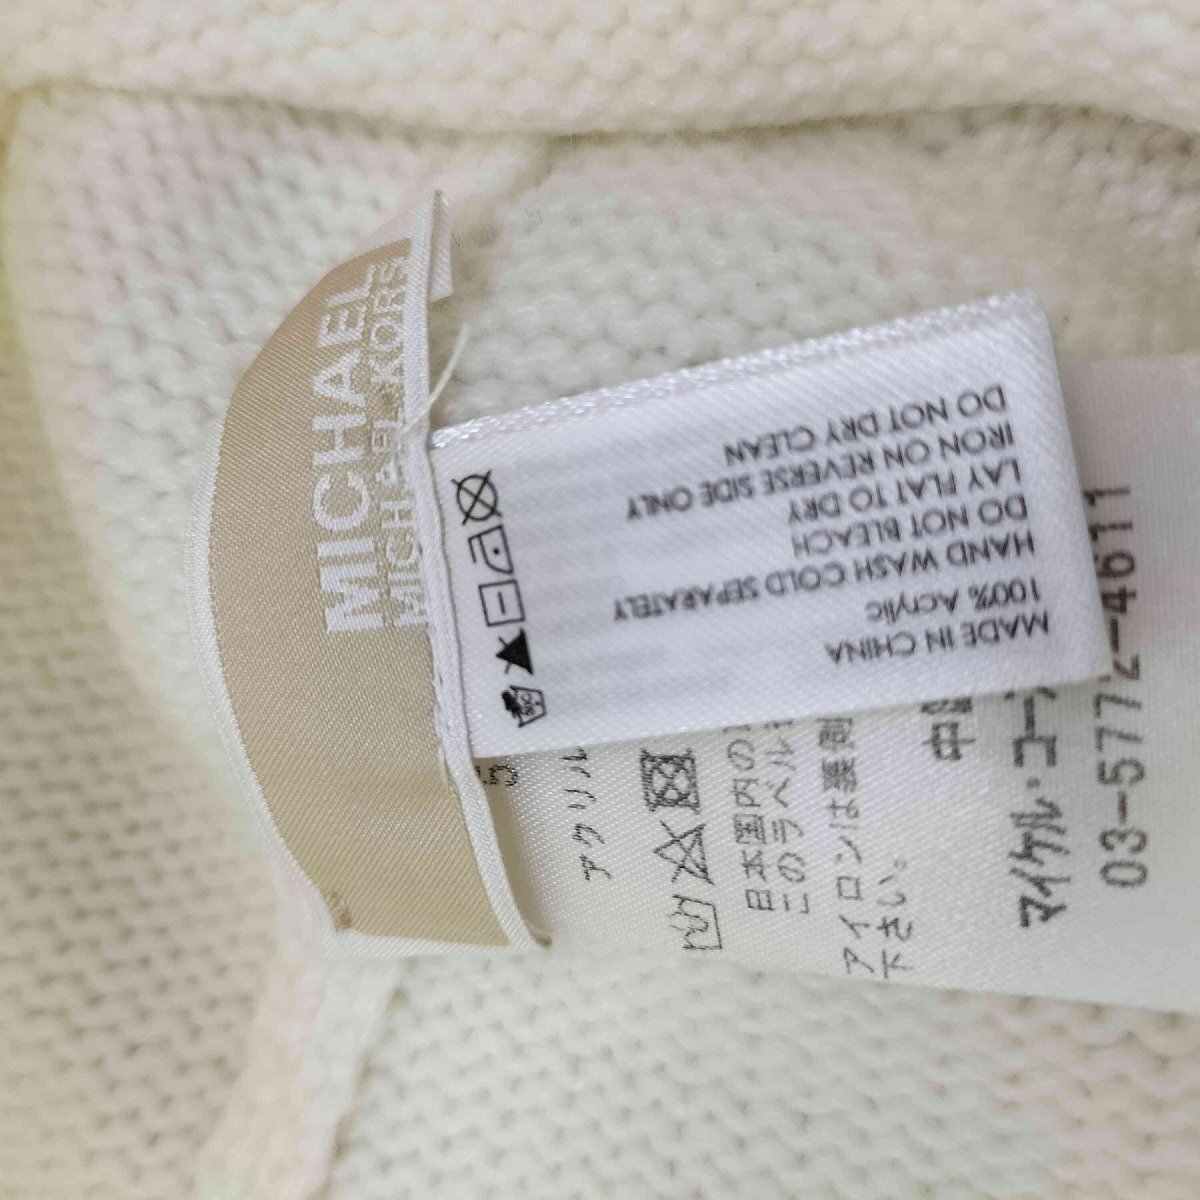 MICHAEL
MICHAEL KORS
MADE IN CHINA
100% Acrylic
HAND WASH COLD SEPARATELY
DO NOT BLEACH
LAY FLAT TO DRY
IRON ON REVERSE SIDE ONLY
DO NOT DRY CLEAN
30C
アクリル
日本国内の
このラベル
アイロンは裏側
下さい。
中
マイケル・コー
03-5772-4611